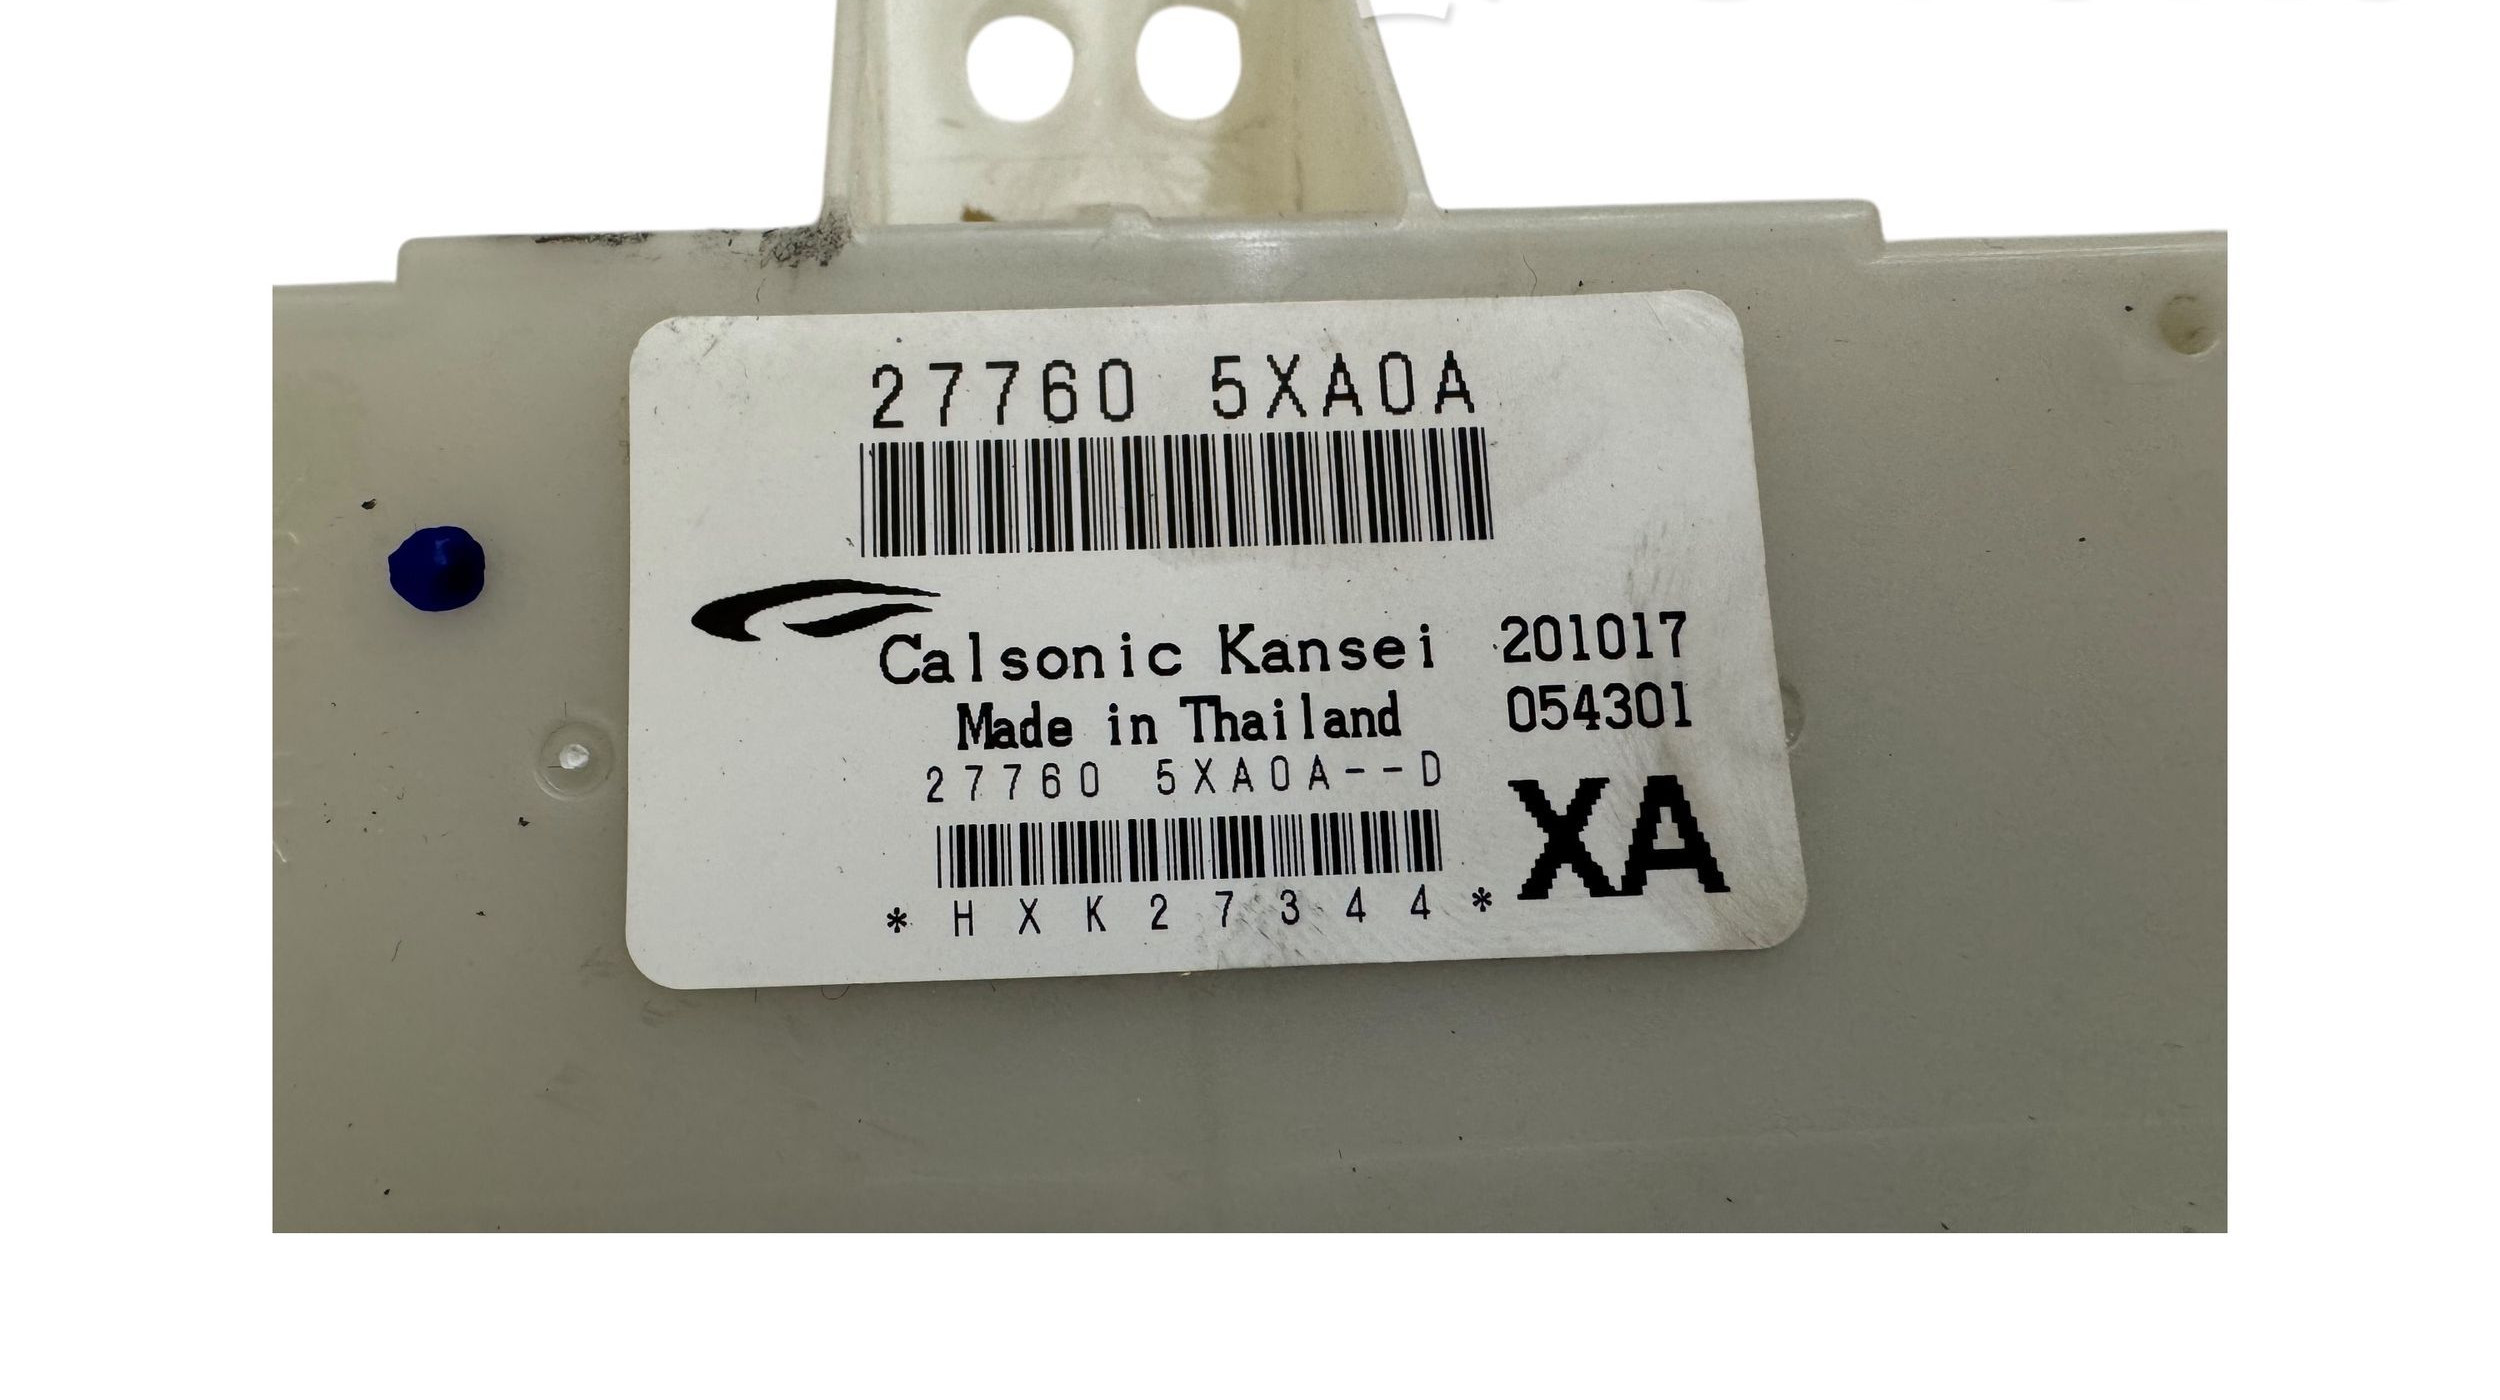 27760 5XA0A
Calsonic Kansei 201017
Made in Thailand 054301
27760 5XA0A--D
XA
*HXK27344*